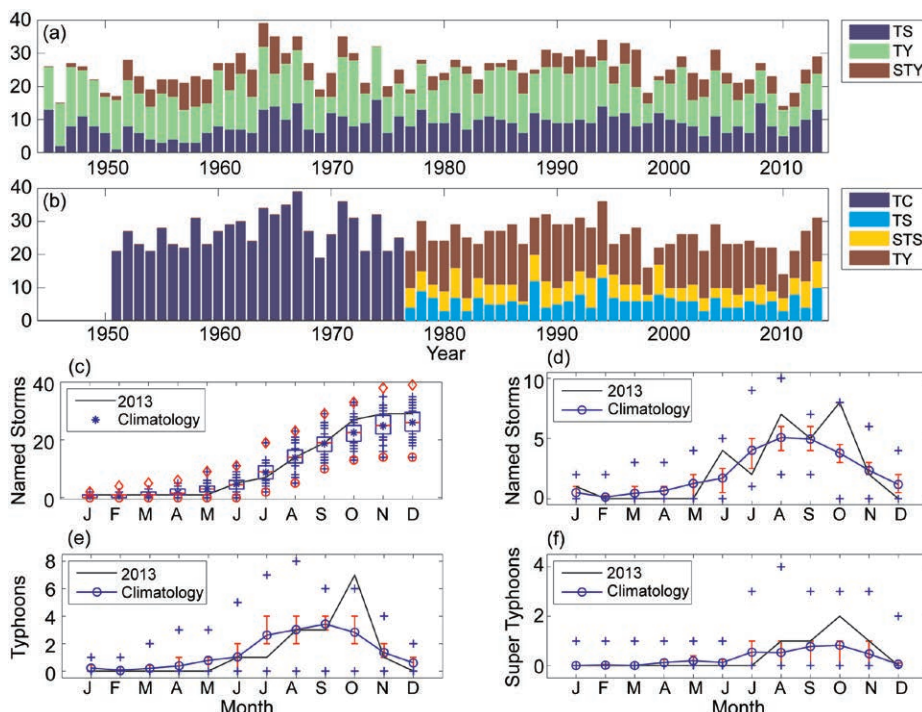 (a)
40
30
20
10
0
TS
TY
STY
1950 1960 1970 1980 1990 2000 2010
(b)
40
30
20
10
0
TC
TS
STS
TY
1950 1960 1970 1980 1990 2000 2010
Year
(c)
Named Storms
40
20
0
2013
Climatology
J F M A M J J A S O N D
(d)
Named Storms
10
5
0
2013
Climatology
J F M A M J J A S O N D
(e)
Typhoons
8
6
4
2
0
2013
Climatology
J F M A M J J A S O N D
Month
(f)
Super Typhoons
4
2
0
2013
Climatology
J F M A M J J A S O N D
Month